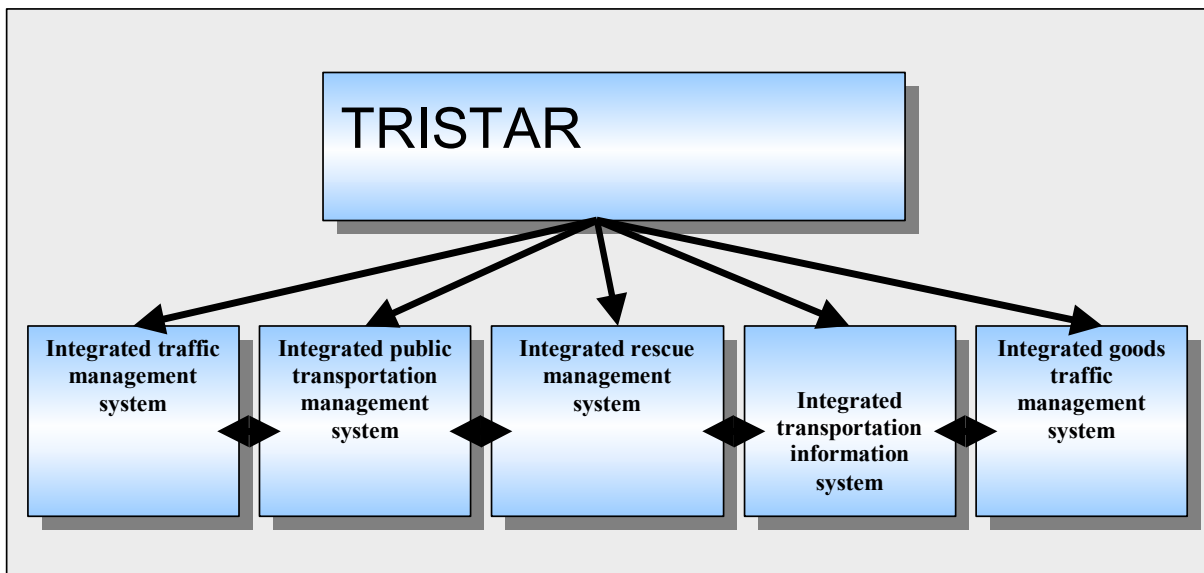 TRISTAR
Integrated traffic
management
system
Integrated public
transportation
management
system
Integrated rescue
management
system
Integrated
transportation
information
system
Integrated goods
traffic
management
system